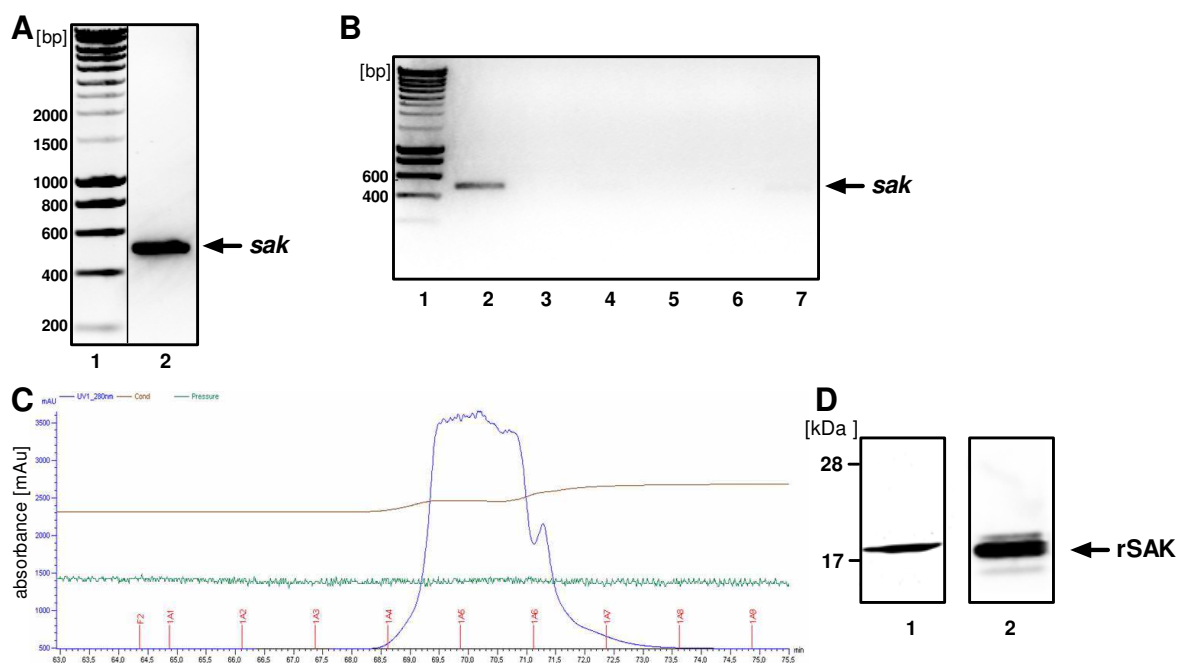 A
[bp]
2000
1500
1000
800
600
400
200
1 2
sak
B
[bp]
600
400
sak
1 2 3 4 5 6 7
C
mAU
UV1_280nm Cond Pressure
absorbance [mAu]
3500
3000
2500
2000
1500
1000
500
F2 1A1 1A2 1A3 1A4 1A5 1A6 1A7 1A8 1A9
63,0 63,5 64,0 64,5 65,0 65,5 66,0 66,5 67,0 67,5 68,0 68,5 69,0 69,5 70,0 70,5 71,0 71,5 72,0 72,5 73,0 73,5 74,0 74,5 75,0 75,5
min
D
[kDa ]
28
17
rSAK
1 2